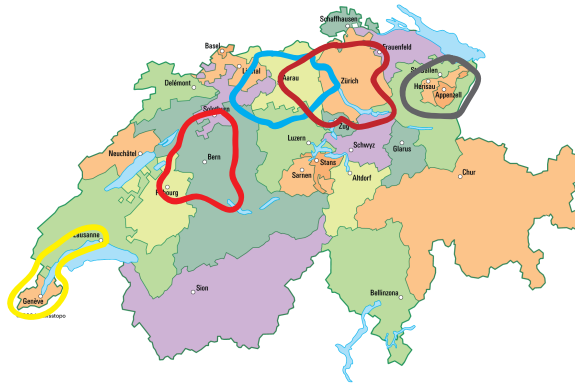 Schaffhausen
Basel
Frauenfeld
Liestal
Delémont
Aarau
Zürich
St. Gallen
Herisau
Appenzell
Solothurn
Zug
Luzern
Neuchâtel
Bern
Schwyz
Glarus
Stans
Sarnen
Altdorf
Chur
Fribourg
Lausanne
Sion
Bellinzona
Genève